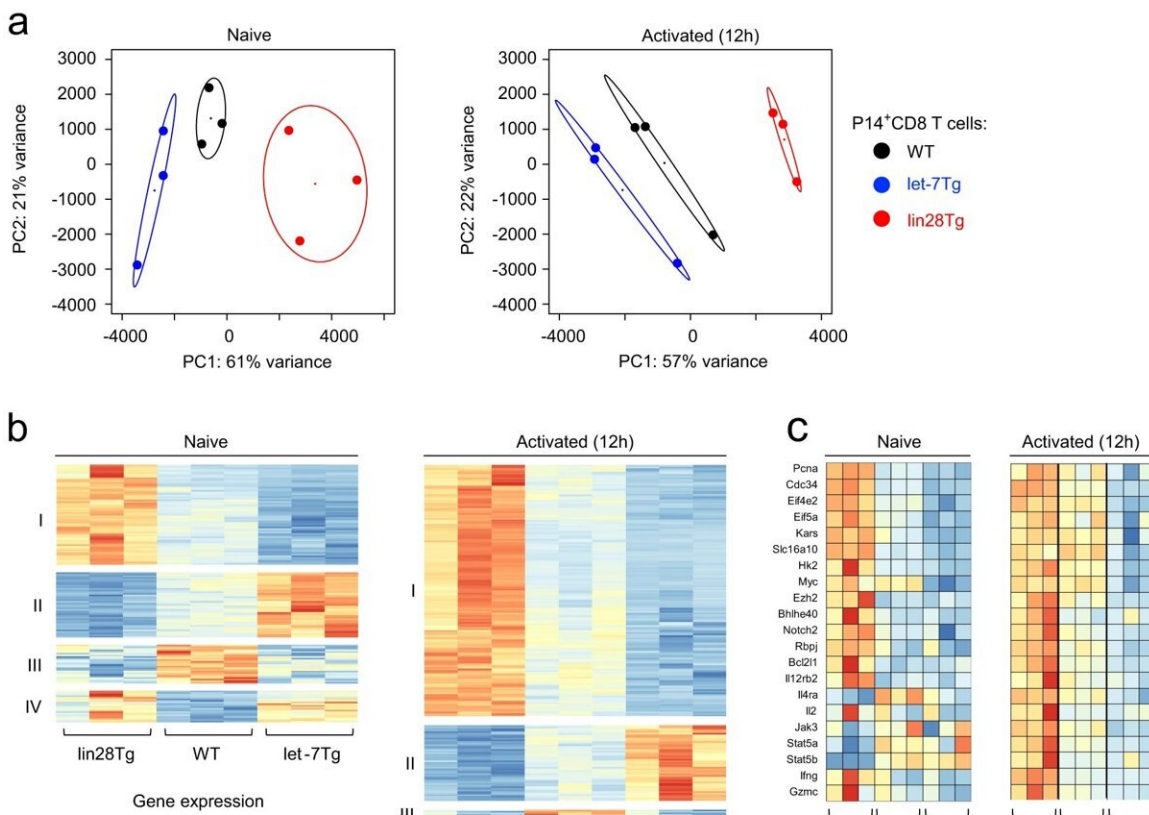 a
Naive
Activated (12h)
PC2: 21% variance
2000
1000
0
-1000
-2000
-3000
-4000
-4000 0 4000
PC1: 61% variance
PC2: 22% variance
2000
1000
0
-1000
-2000
-3000
-4000
-4000 0 4000
PC1: 57% variance
P14⁺CD8 T cells:
WT
let-7Tg
lin28Tg
b
Naive
I
II
III
IV
lin28Tg WT let-7Tg
Gene expression
Activated (12h)
I
II
III
c
Naive
Activated (12h)
Pcna
Cdc34
Eif4e2
Eif5a
Kars
Slc16a10
Hk2
Myc
Ezh2
Bhlhe40
Notch2
Rbpj
Bcl2l1
Il12rb2
Il4ra
Il2
Jak3
Stat5a
Stat5b
Ifng
Gzmc